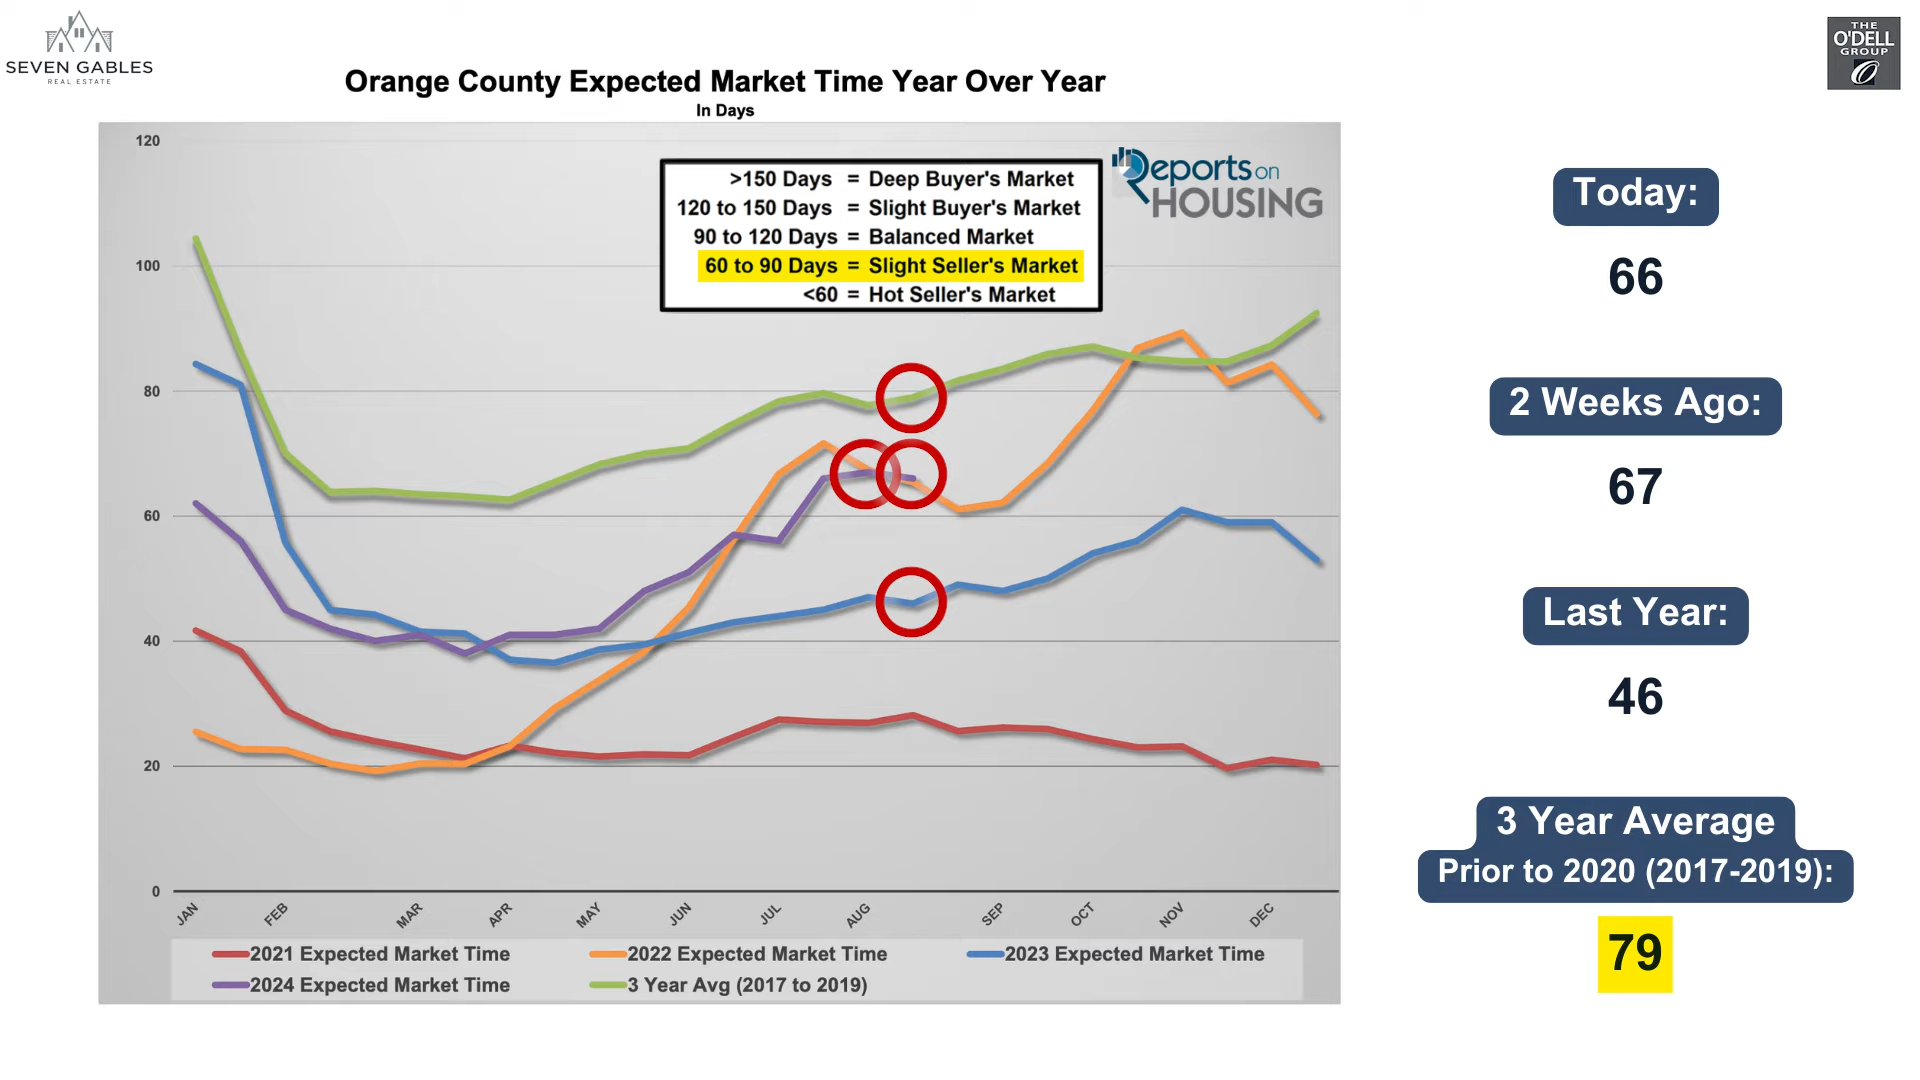 SEVEN GABLES
REAL ESTATE
THE
O'DELL
GROUP
Orange County Expected Market Time Year Over Year
In Days
Reports on
HOUSING
>150 Days = Deep Buyer's Market
120 to 150 Days = Slight Buyer's Market
90 to 120 Days = Balanced Market
60 to 90 Days = Slight Seller's Market
<60 = Hot Seller's Market
120
100
80
60
40
20
0
JAN FEB MAR APR MAY JUN JUL AUG SEP OCT NOV DEC
2021 Expected Market Time 2022 Expected Market Time 2023 Expected Market Time
2024 Expected Market Time 3 Year Avg (2017 to 2019)
Today:
66
2 Weeks Ago:
67
Last Year:
46
3 Year Average
Prior to 2020 (2017-2019):
79